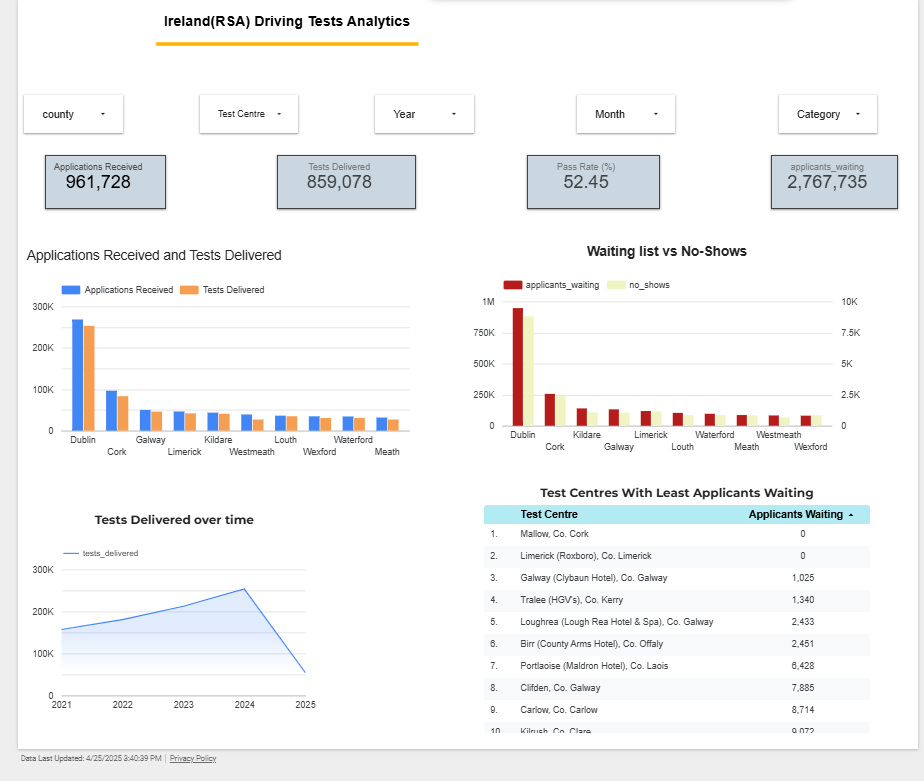 Ireland(RSA) Driving Tests Analytics
county
Test Centre
Year
Month
Category
Applications Received
961,728
Tests Delivered
859,078
Pass Rate (%)
52.45
applicants_waiting
2,767,735
Applications Received and Tests Delivered
Applications Received Tests Delivered
300K
200K
100K
0
Dublin
Cork
Galway
Limerick
Kildare
Westmeath
Louth
Wexford
Waterford
Meath
Waiting list vs No-Shows
applicants_waiting no_shows
1M
750K
500K
250K
0
10K
7.5K
5K
2.5K
0
Dublin
Cork
Kildare
Galway
Limerick
Louth
Waterford
Meath
Westmeath
Wexford
Tests Delivered over time
tests_delivered
300K
200K
100K
0
2021 2022 2023 2024 2025
Test Centres With Least Applicants Waiting
Test Centre Applicants Waiting
1. Mallow, Co. Cork 0
2. Limerick (Roxboro), Co. Limerick 0
3. Galway (Clybaun Hotel), Co. Galway 1,025
4. Tralee (HGV's), Co. Kerry 1,340
5. Loughrea (Lough Rea Hotel & Spa), Co. Galway 2,433
6. Birr (County Arms Hotel), Co. Offaly 2,451
7. Portlaoise (Maldron Hotel), Co. Laois 6,428
8. Clifden, Co. Galway 7,885
9. Carlow, Co. Carlow 8,714
10. Kilrush, Co. Clare 9,072
Data Last Updated: 4/25/2025 3:40:39 PM | Privacy Policy